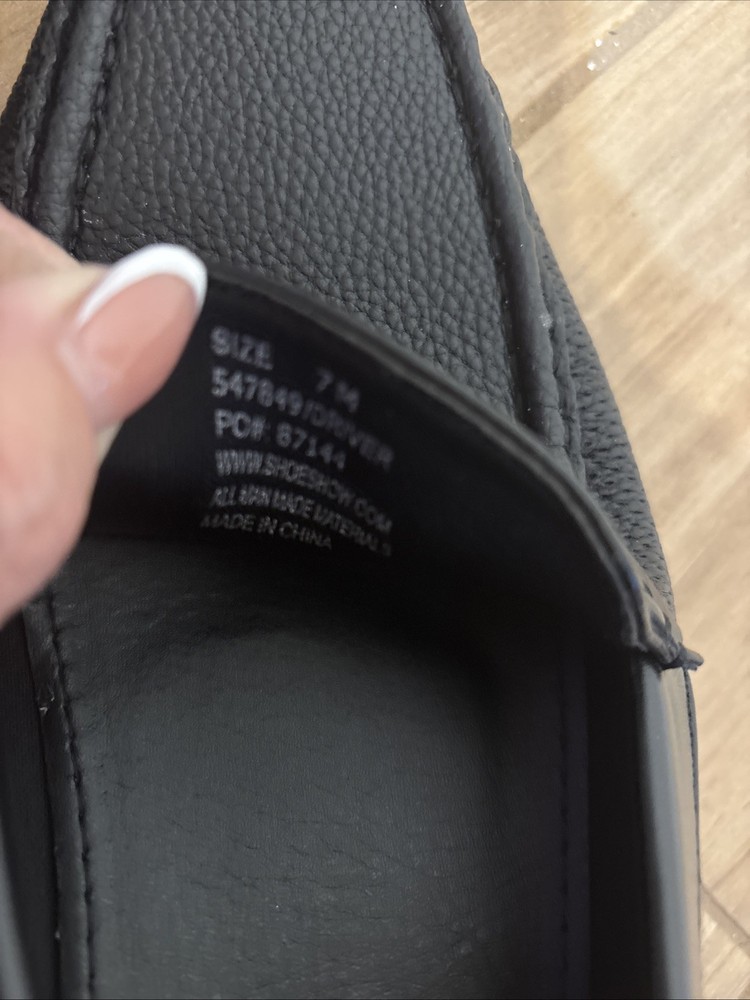 SIZE 7 M
547849/DRIVER
PC#: 87144
WWW.SHOESHOW.COM
ALL MAN MADE MATERIALS
MADE IN CHINA